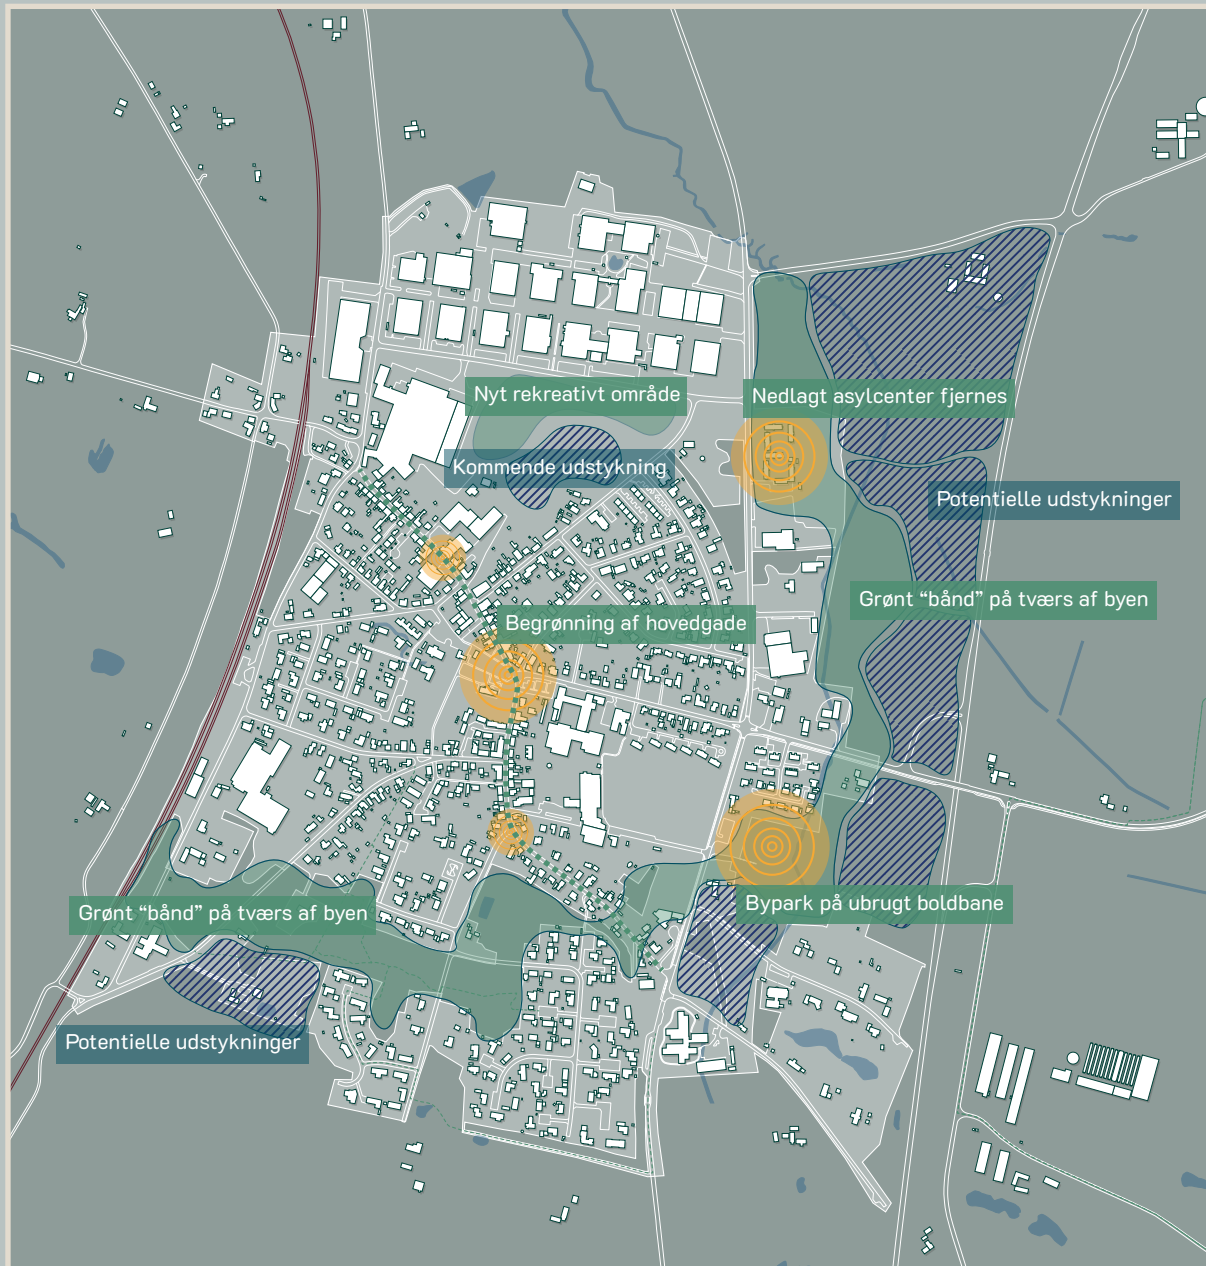 Nyt rekreativt område
Nedlagt asylcenter fjernes
Kommende udstykning
Potentielle udstykninger
Grønt “bånd” på tværs af byen
Begrønning af hovedgade
Bypark på ubrugt boldbane
Grønt “bånd” på tværs af byen
Potentielle udstykninger